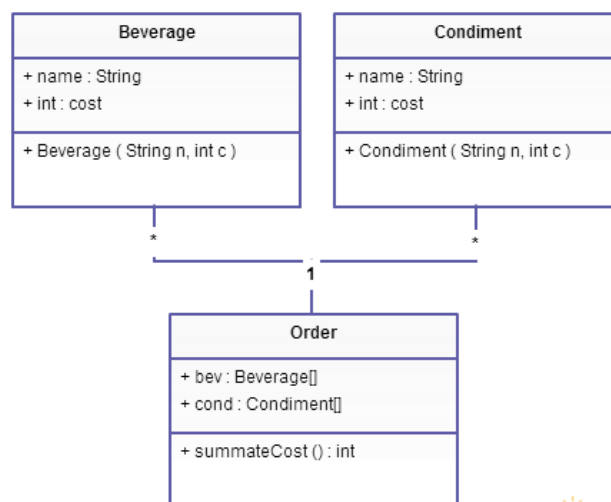 Beverage
+ name : String
+ int : cost
+ Beverage ( String n, int c )
Condiment
+ name : String
+ int : cost
+ Condiment ( String n, int c )
*
*
1
Order
+ bev : Beverage[]
+ cond : Condiment[]
+ summateCost () : int